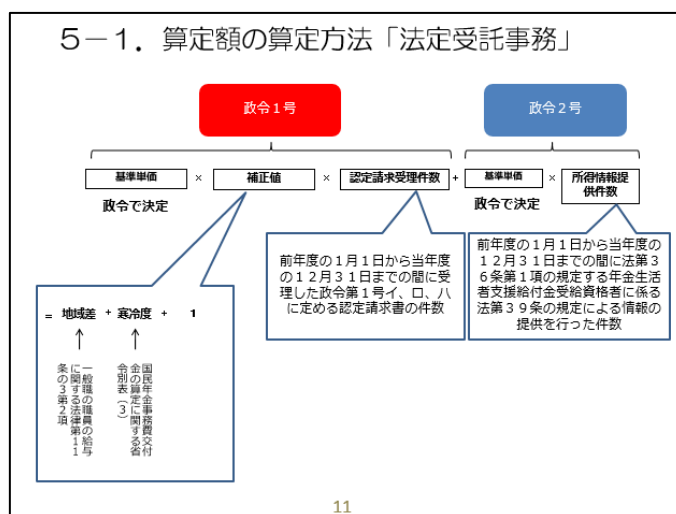 ５－１．算定額の算定方法「法定受託事務」
政令１号
政令２号
基準単価 × 補正値 × 認定請求受理件数 + 基準単価 × 所得情報提
供件数
政令で決定
政令で決定
前年度の１月１日から当年度
の１２月３１日までの間に受
理した政令第１号イ、ロ、ハ
に定める認定請求書の件数
前年度の１月１日から当年度の
１２月３１日までの間に法第３
６条第１項の規定する年金生活
者支援給付金受給資格者に係る
法第３９条の規定による情報の
提供を行った件数
= 地域差 + 寒冷度 + 1
一般職の職員の給与
に関する法律第１１
条の３第２項
国民年金事務費交付
金の算定に関する省
令別表（３）
11